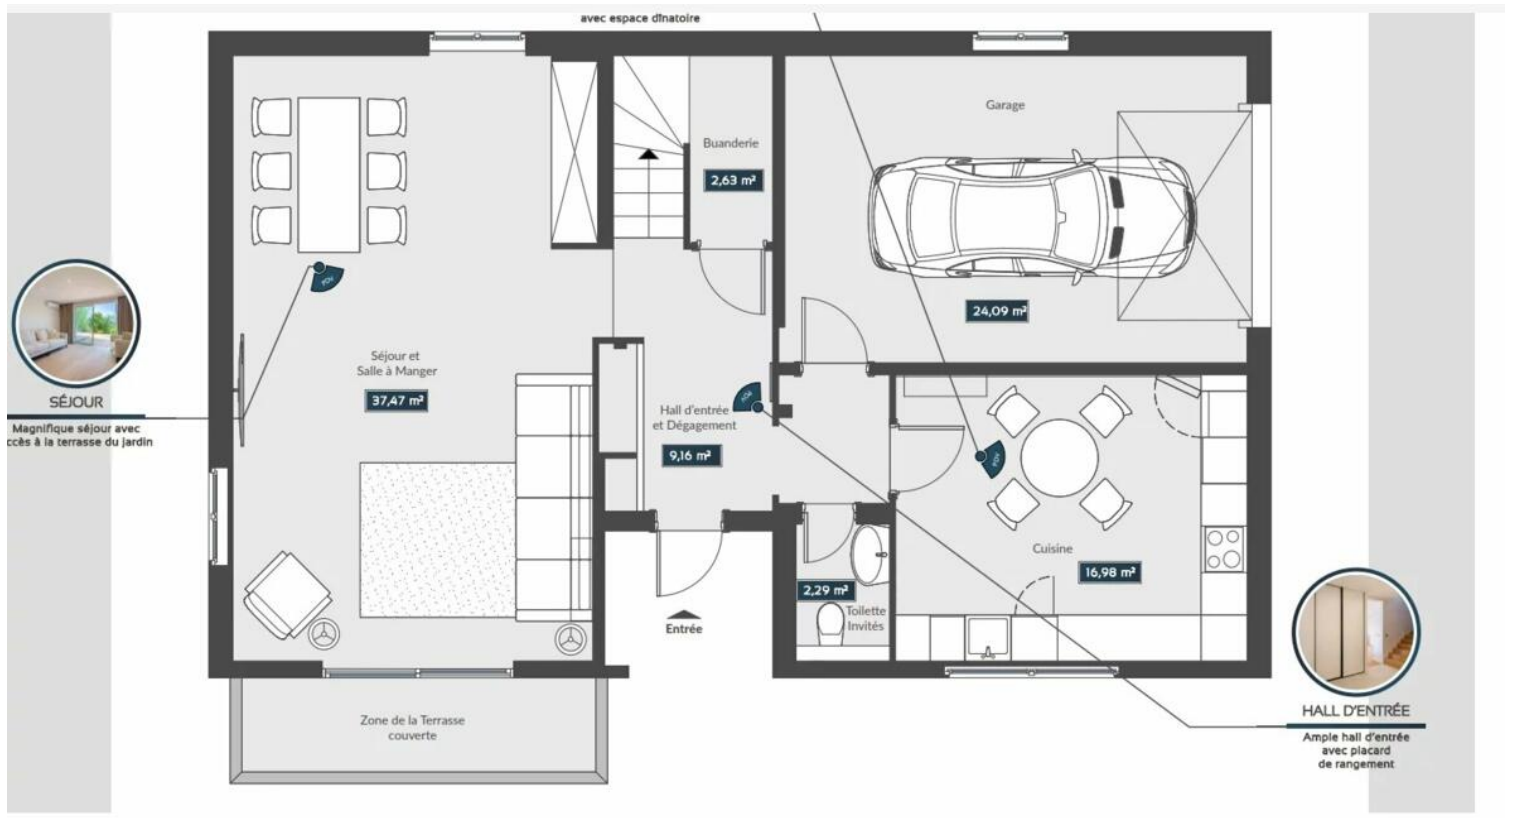 avec espace dînatoire
Garage
Buanderie
2,63 m²
24,09 m²
PDV
Séjour et
Salle à Manger
37,47 m²
SÉJOUR
Magnifique séjour avec
ccès à la terrasse du jardin
PDV
Hall d'entrée
et Dégagement
9,16 m²
PDV
Cuisine
16,98 m²
2,29 m²
Toilette
Invités
Entrée
Zone de la Terrasse
couverte
HALL D'ENTRÉE
Ample hall d'entrée
avec placard
de rangement